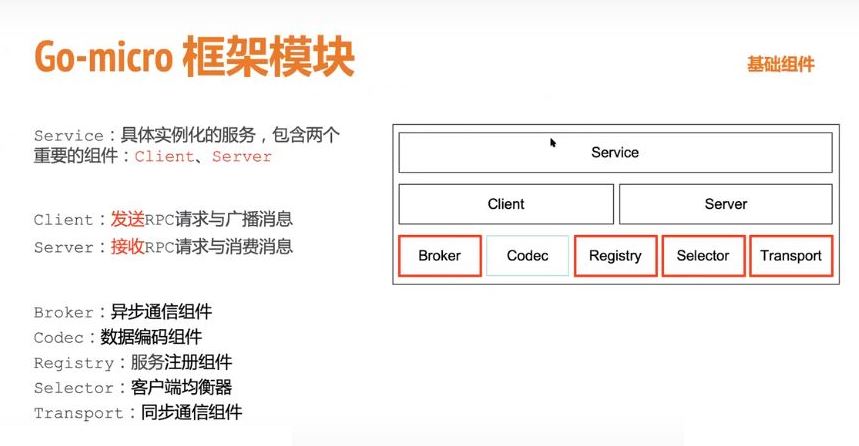 Go-micro 框架模块
基础组件
Service：具体实例化的服务，包含两个
重要的组件：Client、Server
Client：发送RPC请求与广播消息
Server：接收RPC请求与消费消息
Broker：异步通信组件
Codec：数据编码组件
Registry：服务注册组件
Selector：客户端均衡器
Transport：同步通信组件
Service
Client
Server
Broker
Codec
Registry
Selector
Transport